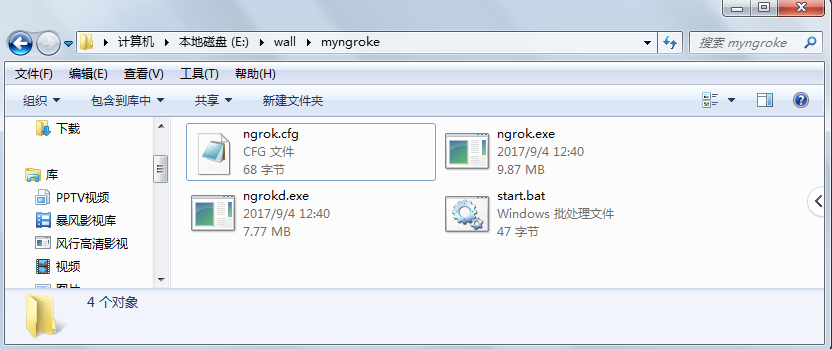 计算机 ▸ 本地磁盘 (E:) ▸ wall ▸ myngroke
搜索 myngroke
文件(F) 编辑(E) 查看(V) 工具(T) 帮助(H)
组织 包含到库中 共享 新建文件夹
下载
库
PPTV视频
暴风影视库
风行高清影视
视频
图片
ngrok.cfg
CFG 文件
68 字节
ngrok.exe
2017/9/4 12:40
9.87 MB
ngrokd.exe
2017/9/4 12:40
7.77 MB
start.bat
Windows 批处理文件
47 字节
4 个对象